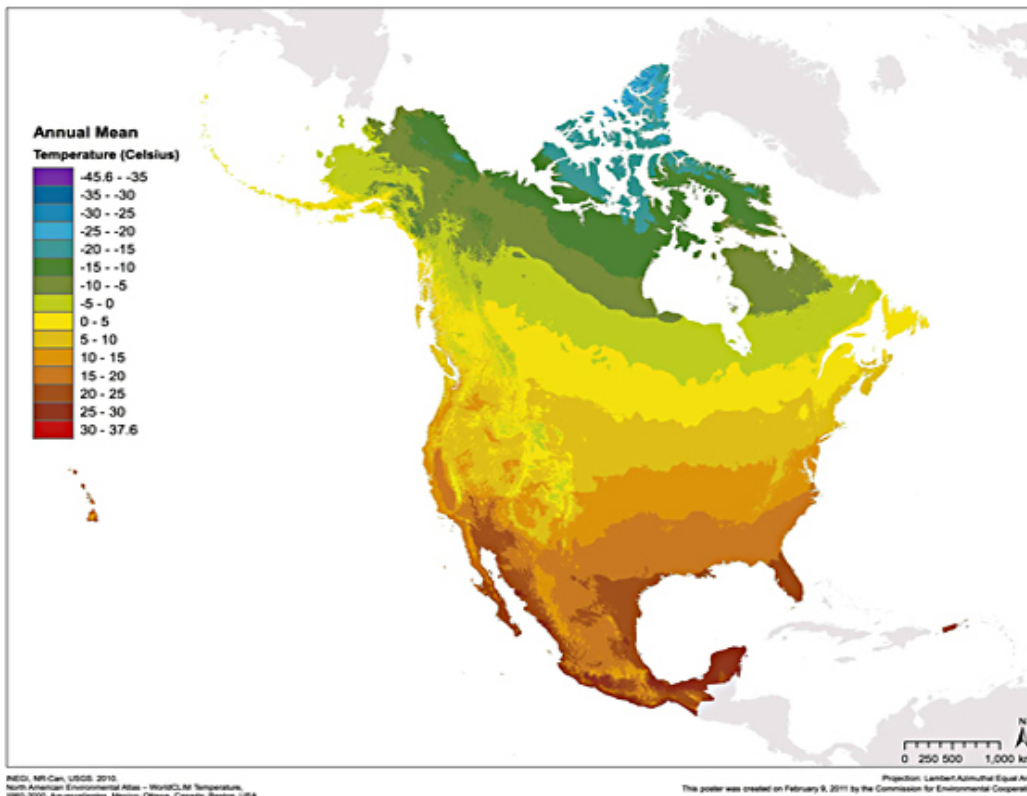 Annual Mean
Temperature (Celsius)
-45.6 - -35
-35 - -30
-30 - -25
-25 - -20
-20 - -15
-15 - -10
-10 - -5
-5 - 0
0 - 5
5 - 10
10 - 15
15 - 20
20 - 25
25 - 30
30 - 37.6
N
0 250 500 1,000
INEGI, NR-Can, USGS. 2010.
North American Environmental Atlas – WorldCLIM Temperature,
Projection: Lambert Azimuthal Equal
This poster was created on February 9, 2011 by the Commission for Environmental